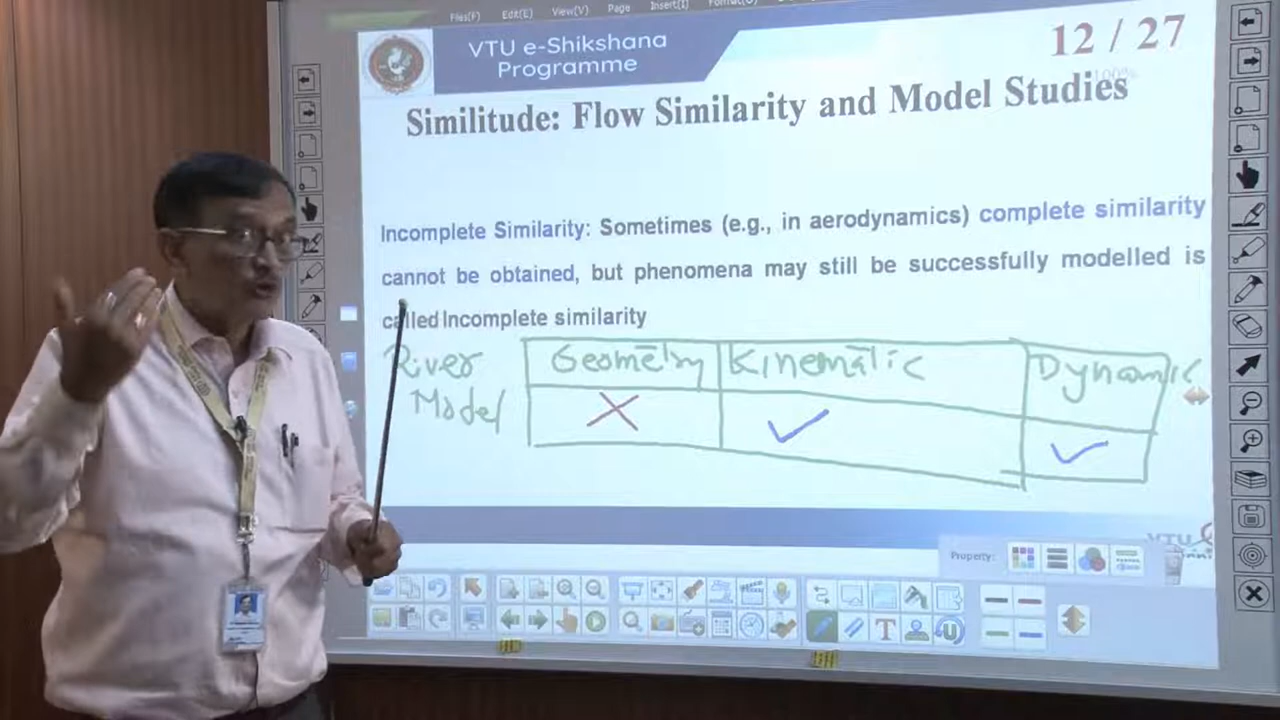 Files(F) Edit(E) View(V) Page Insert(I)
VTU e-Shikshana
Programme
12 / 27
100%
Similitude: Flow Similarity and Model Studies
Incomplete Similarity: Sometimes (e.g., in aerodynamics) complete similarity
cannot be obtained, but phenomena may still be successfully modelled is
called Incomplete similarity
River Model
Geometry Kinematic Dynamic
VTU
Property: